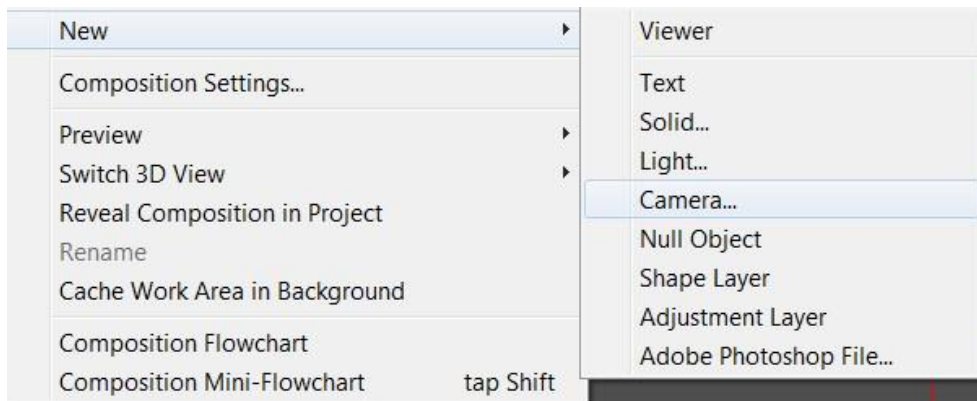 New
Composition Settings...
Preview
Switch 3D View
Reveal Composition in Project
Rename
Cache Work Area in Background
Composition Flowchart
Composition Mini-Flowchart tap Shift
Viewer
Text
Solid...
Light...
Camera...
Null Object
Shape Layer
Adjustment Layer
Adobe Photoshop File...